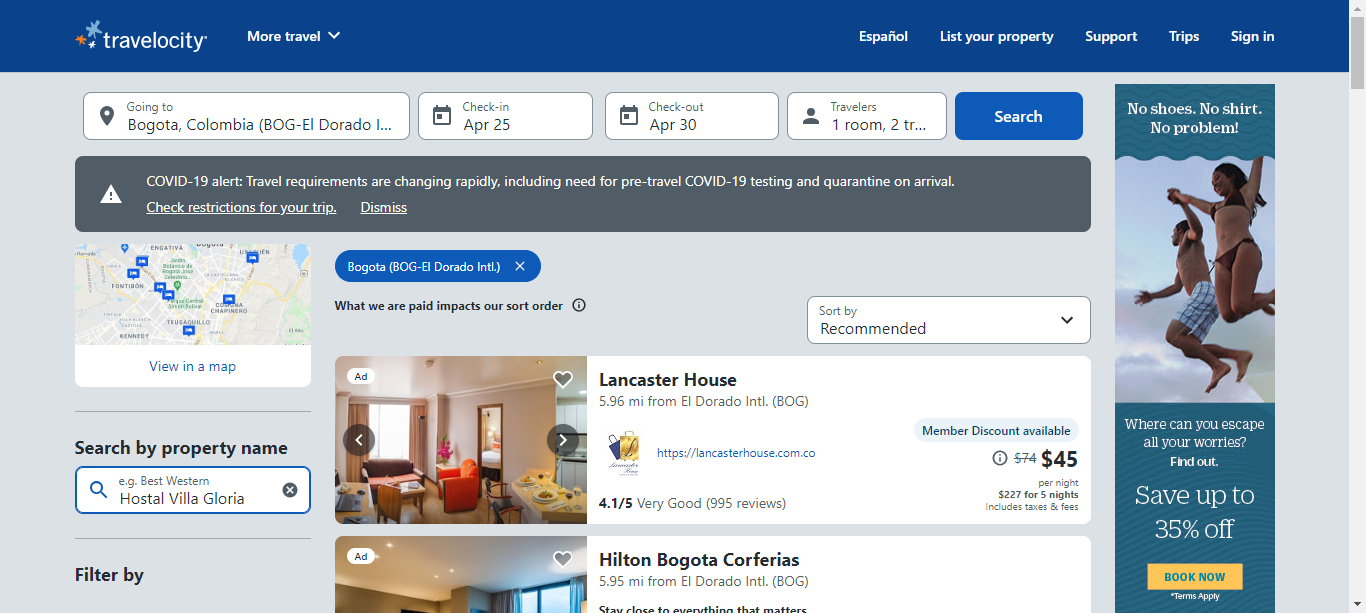 travelocity
More travel
Español
List your property
Support
Trips
Sign in
Going to
Bogota, Colombia (BOG-El Dorado I...
Check-in
Apr 25
Check-out
Apr 30
Travelers
1 room, 2 tr...
Search
COVID-19 alert: Travel requirements are changing rapidly, including need for pre-travel COVID-19 testing and quarantine on arrival.
Check restrictions for your trip.
Dismiss
ENGATIVA
FONTIBÓN
TEUSAQUILLO
CHAPINERO
KENNEDY
View in a map
Search by property name
e.g. Best Western
Hostal Villa Gloria
Filter by
Bogota (BOG-El Dorado Intl.)
What we are paid impacts our sort order
Sort by
Recommended
Ad
Lancaster House
5.96 mi from El Dorado Intl. (BOG)
Lancaster
House
https://lancasterhouse.com.co
4.1/5 Very Good (995 reviews)
Member Discount available
$74 $45
per night
$227 for 5 nights
Includes taxes & fees
Ad
Hilton Bogota Corferias
5.95 mi from El Dorado Intl. (BOG)
Stay close to everything that matters
No shoes. No shirt.
No problem!
Where can you escape
all your worries?
Find out.
Save up to
35% off
BOOK NOW
*Terms Apply